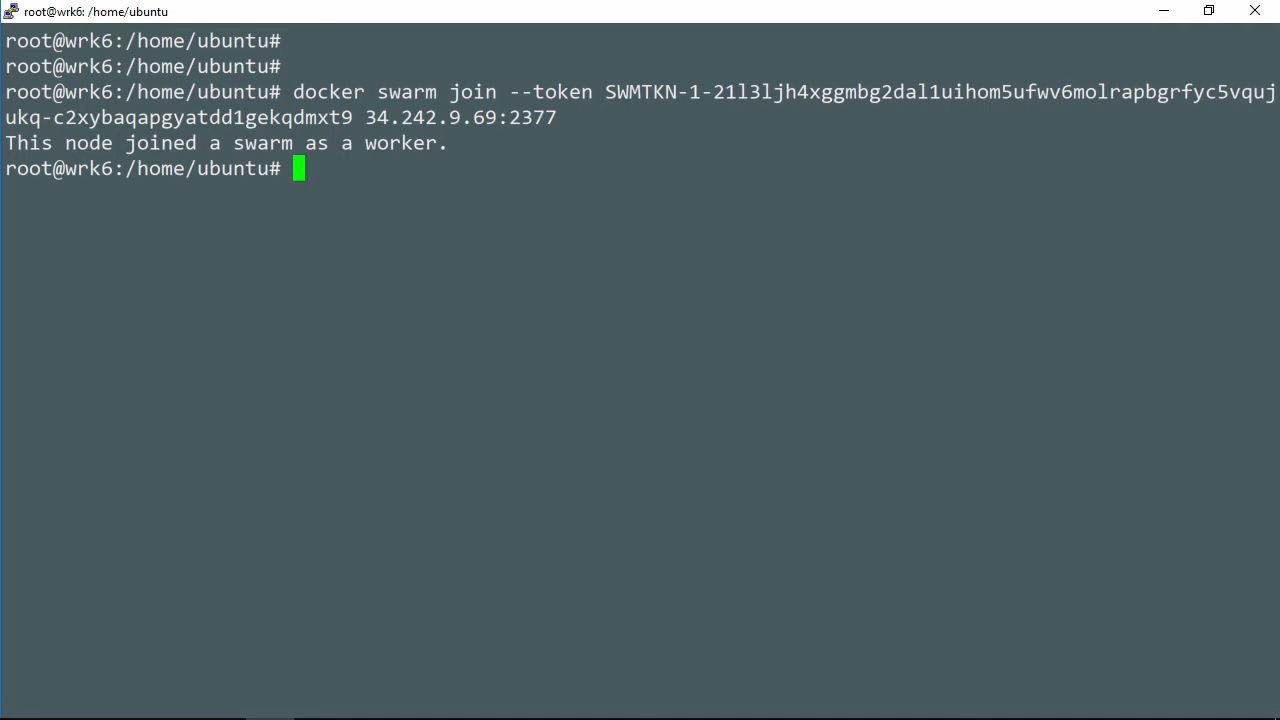 root@wrk6: /home/ubuntu
root@wrk6:/home/ubuntu#
root@wrk6:/home/ubuntu#
root@wrk6:/home/ubuntu# docker swarm join --token SWMTKN-1-21l3ljh4xggmbg2dal1uihom5ufwv6molrapbgrfyc5vquj
ukq-c2xybaqapgyatdd1gekqdmxt9 34.242.9.69:2377
This node joined a swarm as a worker.
root@wrk6:/home/ubuntu#